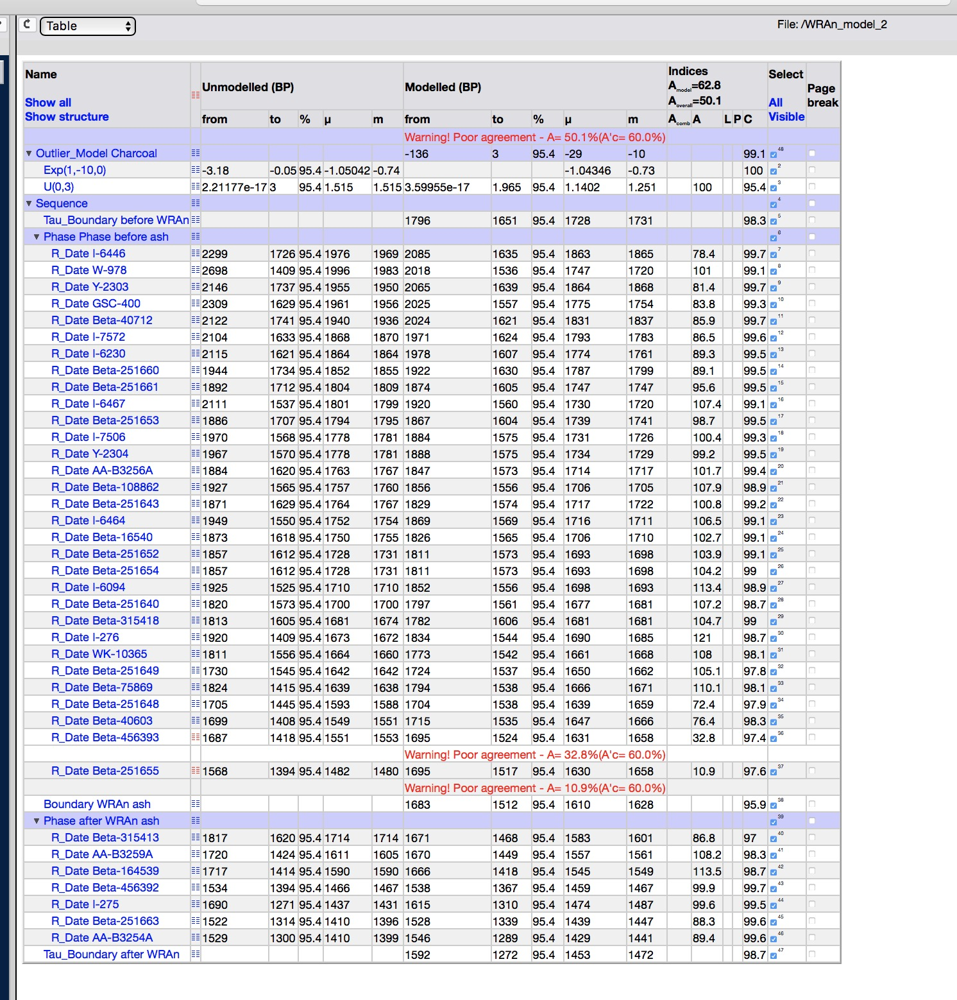 Table
File: /WRAn_model_2
Name Unmodelled (BP) Modelled (BP) Indices Select Page break
Amodel=62.8
Aoverall=50.1
Show all All
Show structure Visible
from to % µ m from to % µ m Acomb A L P C
Warning! Poor agreement - A= 50.1%(A'c= 60.0%)
Outlier_Model Charcoal -136 3 95.4 -29 -10 99.1 48
Exp(1,-10,0) -3.18 -0.05 95.4 -1.05042 -0.74 -1.04346 -0.73 100 2
U(0,3) 2.21177e-17 3 95.4 1.515 1.515 3.59955e-17 1.965 95.4 1.1402 1.251 100 95.4 3
Sequence 4
Tau_Boundary before WRAn 1796 1651 95.4 1728 1731 98.3 5
Phase Phase before ash 6
R_Date I-6446 2299 1726 95.4 1976 1969 2085 1635 95.4 1863 1865 78.4 99.7 7
R_Date W-978 2698 1409 95.4 1996 1983 2018 1536 95.4 1747 1720 101 99.1 8
R_Date Y-2303 2146 1737 95.4 1955 1950 2065 1639 95.4 1864 1868 81.4 99.7 9
R_Date GSC-400 2309 1629 95.4 1961 1956 2025 1557 95.4 1775 1754 83.8 99.3 10
R_Date Beta-40712 2122 1741 95.4 1940 1936 2024 1621 95.4 1831 1837 85.9 99.7 11
R_Date I-7572 2104 1633 95.4 1868 1870 1971 1624 95.4 1793 1783 86.5 99.6 12
R_Date I-6230 2115 1621 95.4 1864 1864 1978 1607 95.4 1774 1761 89.3 99.5 13
R_Date Beta-251660 1944 1734 95.4 1852 1855 1922 1630 95.4 1787 1799 89.1 99.5 14
R_Date Beta-251661 1892 1712 95.4 1804 1809 1874 1605 95.4 1747 1747 95.6 99.5 15
R_Date I-6467 2111 1537 95.4 1801 1799 1920 1560 95.4 1730 1720 107.4 99.1 16
R_Date Beta-251653 1886 1707 95.4 1794 1795 1867 1604 95.4 1739 1741 98.7 99.5 17
R_Date I-7506 1970 1568 95.4 1778 1781 1884 1575 95.4 1731 1726 100.4 99.3 18
R_Date Y-2304 1967 1570 95.4 1778 1781 1888 1575 95.4 1734 1729 99.2 99.5 19
R_Date AA-B3256A 1884 1620 95.4 1763 1767 1847 1573 95.4 1714 1717 101.7 99.4 20
R_Date Beta-108862 1927 1565 95.4 1757 1760 1856 1556 95.4 1706 1705 107.9 98.9 21
R_Date Beta-251643 1871 1629 95.4 1764 1767 1829 1574 95.4 1717 1722 100.8 99.2 22
R_Date I-6464 1949 1550 95.4 1752 1754 1869 1569 95.4 1716 1711 106.5 99.1 23
R_Date Beta-16540 1873 1618 95.4 1750 1755 1826 1565 95.4 1706 1710 102.7 99.1 24
R_Date Beta-251652 1857 1612 95.4 1728 1731 1811 1573 95.4 1693 1698 103.9 99.1 25
R_Date Beta-251654 1857 1612 95.4 1728 1731 1811 1573 95.4 1693 1698 104.2 99 26
R_Date I-6094 1925 1525 95.4 1710 1710 1852 1556 95.4 1698 1693 113.4 98.9 27
R_Date Beta-251640 1820 1573 95.4 1700 1700 1797 1561 95.4 1677 1681 107.2 98.7 28
R_Date Beta-315418 1813 1605 95.4 1681 1674 1782 1606 95.4 1681 1681 104.7 99 29
R_Date I-276 1920 1409 95.4 1673 1672 1834 1544 95.4 1690 1685 121 98.7 30
R_Date WK-10365 1811 1556 95.4 1664 1660 1773 1542 95.4 1661 1668 108 98.1 31
R_Date Beta-251649 1730 1545 95.4 1642 1642 1724 1537 95.4 1650 1662 105.1 97.8 32
R_Date Beta-75869 1824 1415 95.4 1639 1638 1794 1538 95.4 1666 1671 110.1 98.1 33
R_Date Beta-251648 1705 1445 95.4 1593 1588 1704 1538 95.4 1639 1659 72.4 97.9 34
R_Date Beta-40603 1699 1408 95.4 1549 1551 1715 1535 95.4 1647 1666 76.4 98.3 35
R_Date Beta-456393 1687 1418 95.4 1551 1553 1695 1524 95.4 1631 1658 32.8 97.4 36
Warning! Poor agreement - A= 32.8%(A'c= 60.0%)
R_Date Beta-251655 1568 1394 95.4 1482 1480 1695 1517 95.4 1630 1658 10.9 97.6 37
Warning! Poor agreement - A= 10.9%(A'c= 60.0%)
Boundary WRAn ash 1683 1512 95.4 1610 1628 95.9 38
Phase after WRAn ash 39
R_Date Beta-315413 1817 1620 95.4 1714 1714 1671 1468 95.4 1583 1601 86.8 97 40
R_Date AA-B3259A 1720 1424 95.4 1611 1605 1670 1449 95.4 1557 1561 108.2 98.3 41
R_Date Beta-164539 1717 1414 95.4 1590 1590 1666 1418 95.4 1545 1549 113.5 98.7 42
R_Date Beta-456392 1534 1394 95.4 1466 1467 1538 1367 95.4 1459 1467 99.9 99.7 43
R_Date I-275 1690 1271 95.4 1437 1431 1615 1310 95.4 1474 1487 99.6 99.5 44
R_Date Beta-251663 1522 1314 95.4 1410 1396 1528 1339 95.4 1439 1447 88.3 99.6 45
R_Date AA-B3254A 1529 1300 95.4 1410 1399 1546 1289 95.4 1429 1441 89.4 99.6 46
Tau_Boundary after WRAn 1592 1272 95.4 1453 1472 98.7 47